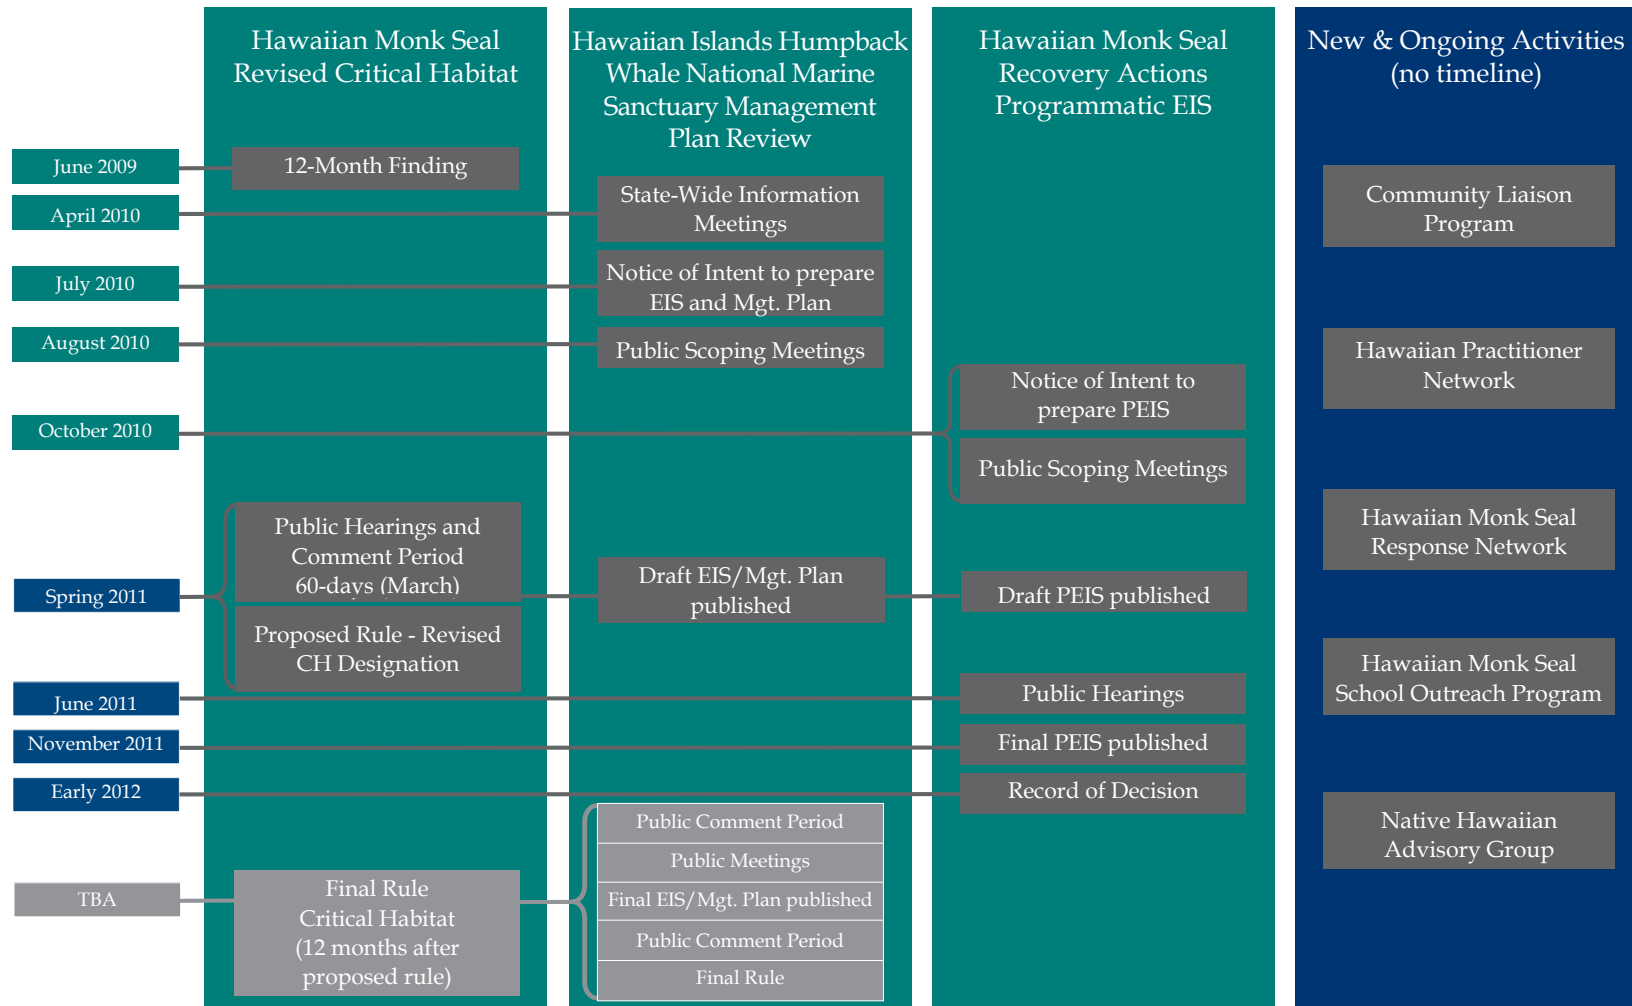 Hawaiian Monk Seal
Revised Critical Habitat
Hawaiian Islands Humpback
Whale National Marine
Sanctuary Management
Plan Review
Hawaiian Monk Seal
Recovery Actions
Programmatic EIS
New & Ongoing Activities
(no timeline)
June 2009
12-Month Finding
April 2010
State-Wide Information
Meetings
July 2010
Notice of Intent to prepare
EIS and Mgt. Plan
August 2010
Public Scoping Meetings
October 2010
Notice of Intent to
prepare PEIS
Public Scoping Meetings
Spring 2011
Public Hearings and
Comment Period
60-days (March)
Proposed Rule - Revised
CH Designation
Draft EIS/Mgt. Plan
published
Draft PEIS published
June 2011
Public Hearings
November 2011
Final PEIS published
Early 2012
Record of Decision
TBA
Final Rule
Critical Habitat
(12 months after
proposed rule)
Public Comment Period
Public Meetings
Final EIS/Mgt. Plan published
Public Comment Period
Final Rule
Community Liaison
Program
Hawaiian Practitioner
Network
Hawaiian Monk Seal
Response Network
Hawaiian Monk Seal
School Outreach Program
Native Hawaiian
Advisory Group